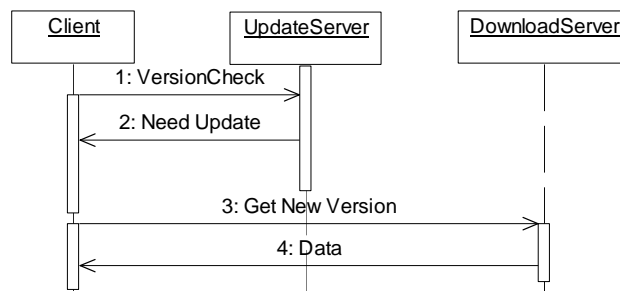 Client
UpdateServer
DownloadServer
1: VersionCheck
2: Need Update
3: Get New Version
4: Data